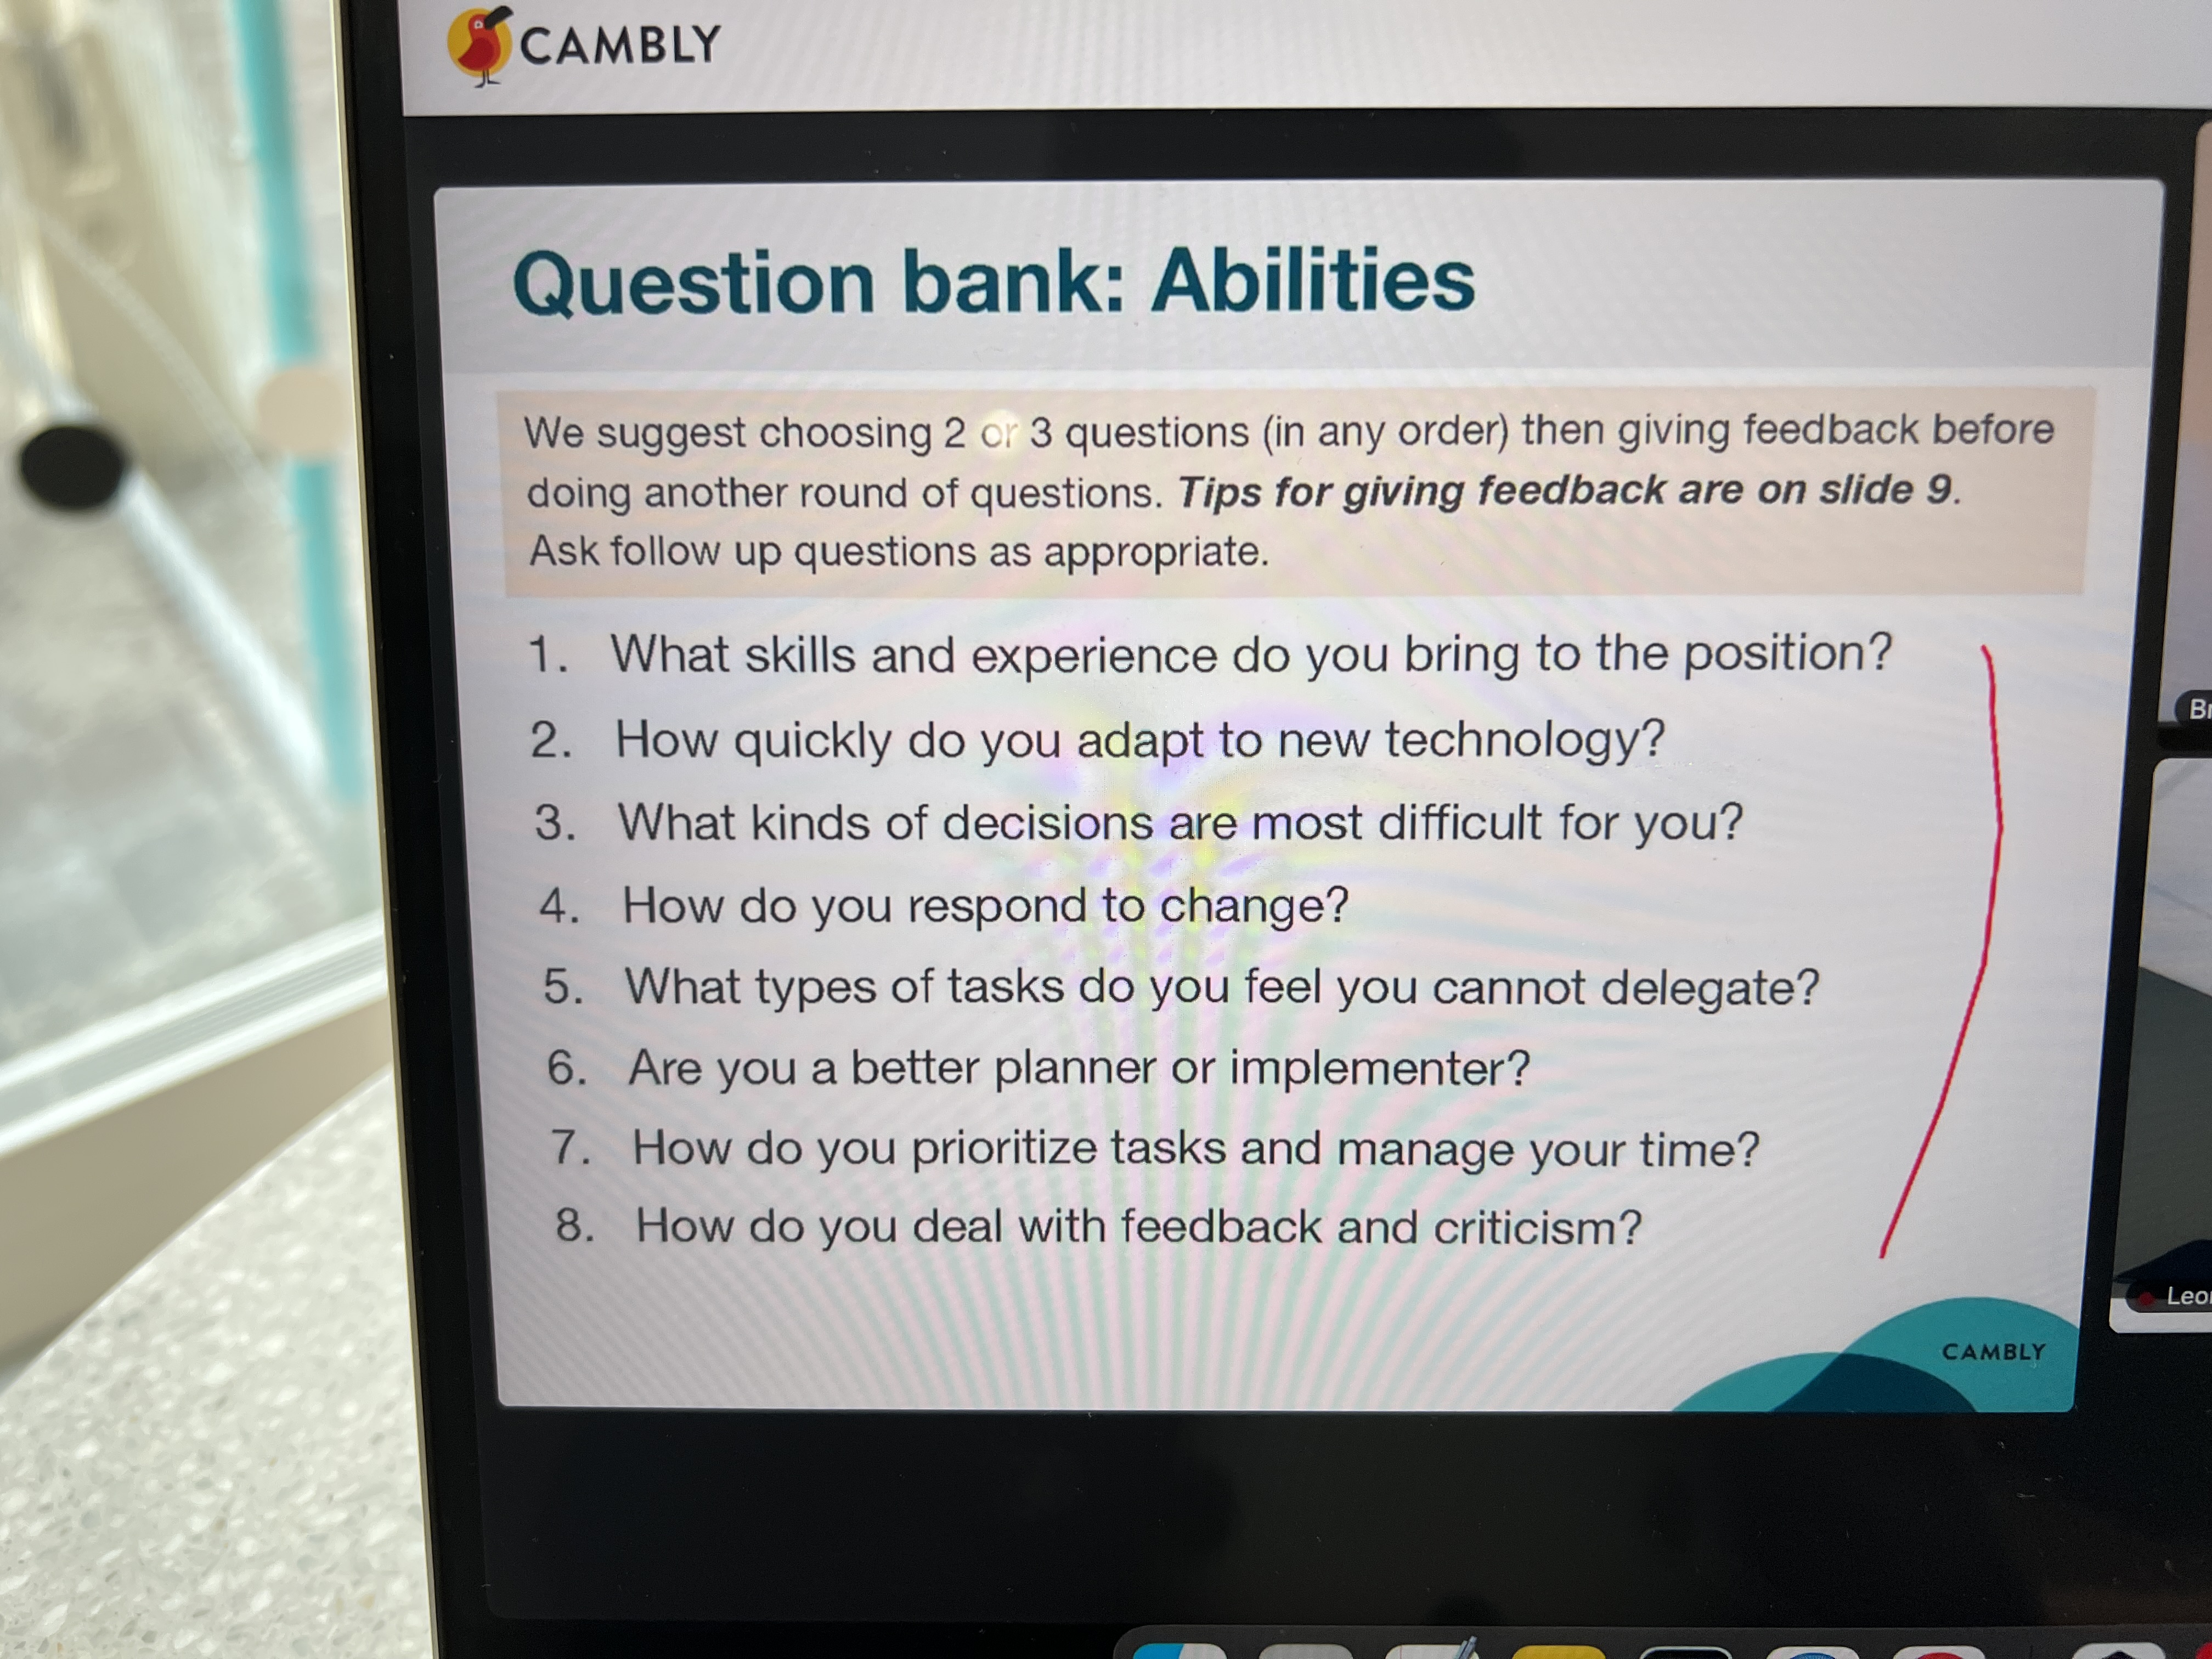 CAMBLY
Question bank: Abilities
We suggest choosing 2 or 3 questions (in any order) then giving feedback before
doing another round of questions. Tips for giving feedback are on slide 9.
Ask follow up questions as appropriate.
1. What skills and experience do you bring to the position?
2. How quickly do you adapt to new technology?
3. What kinds of decisions are most difficult for you?
4. How do you respond to change?
5. What types of tasks do you feel you cannot delegate?
6. Are you a better planner or implementer?
7. How do you prioritize tasks and manage your time?
8. How do you deal with feedback and criticism?
CAMBLY